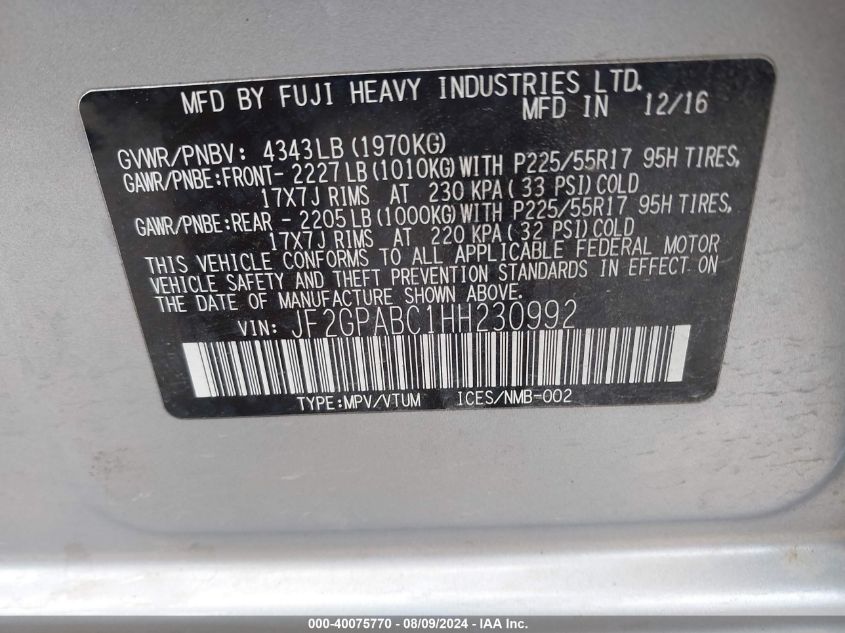 MFD BY FUJI HEAVY INDUSTRIES LTD.
MFD IN 12/16
GVWR/PNBV: 4343LB(1970KG)
GAWR/PNBE:FRONT- 2227LB(1010KG)WITH P225/55R17 95H TIRES,
17X7J RIMS AT 230 KPA(33 PSI)COLD
GAWR/PNBE:REAR - 2205LB(1000KG)WITH P225/55R17 95H TIRES,
17X7J RIMS AT 220 KPA(32 PSI)COLD
THIS VEHICLE CONFORMS TO ALL APPLICABLE FEDERAL MOTOR
VEHICLE SAFETY AND THEFT PREVENTION STANDARDS IN EFFECT ON
THE DATE OF MANUFACTURE SHOWN ABOVE.
VIN: JF2GPABC1HH230992
TYPE:MPV/VTUM ICES/NMB-002
000-40075770 - 08/09/2024 - IAA Inc.